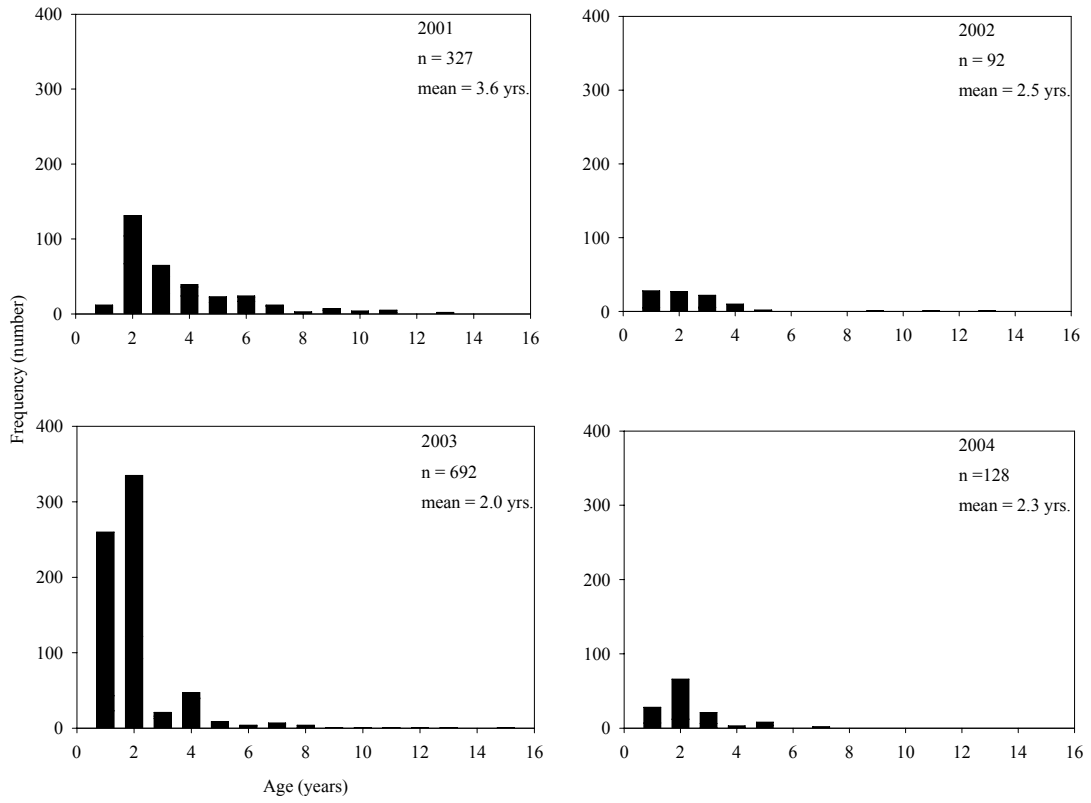 400
300
200
100
0
0 2 4 6 8 10 12 14 16
2001
n = 327
mean = 3.6 yrs.
400
300
200
100
0
0 2 4 6 8 10 12 14 16
2002
n = 92
mean = 2.5 yrs.
Frequency (number)
400
300
200
100
0
0 2 4 6 8 10 12 14 16
2003
n = 692
mean = 2.0 yrs.
400
300
200
100
0
0 2 4 6 8 10 12 14 16
2004
n =128
mean = 2.3 yrs.
Age (years)